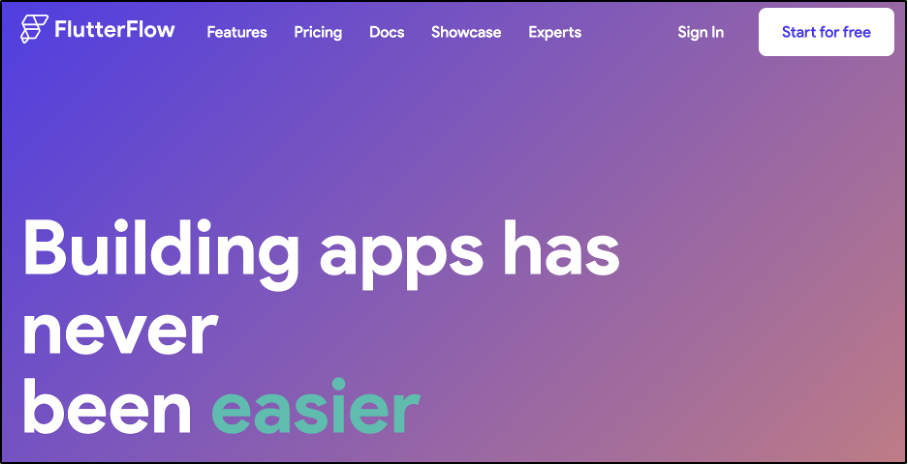 FlutterFlow Features Pricing Docs Showcase Experts Sign In Start for free
Building apps has
never
been easier